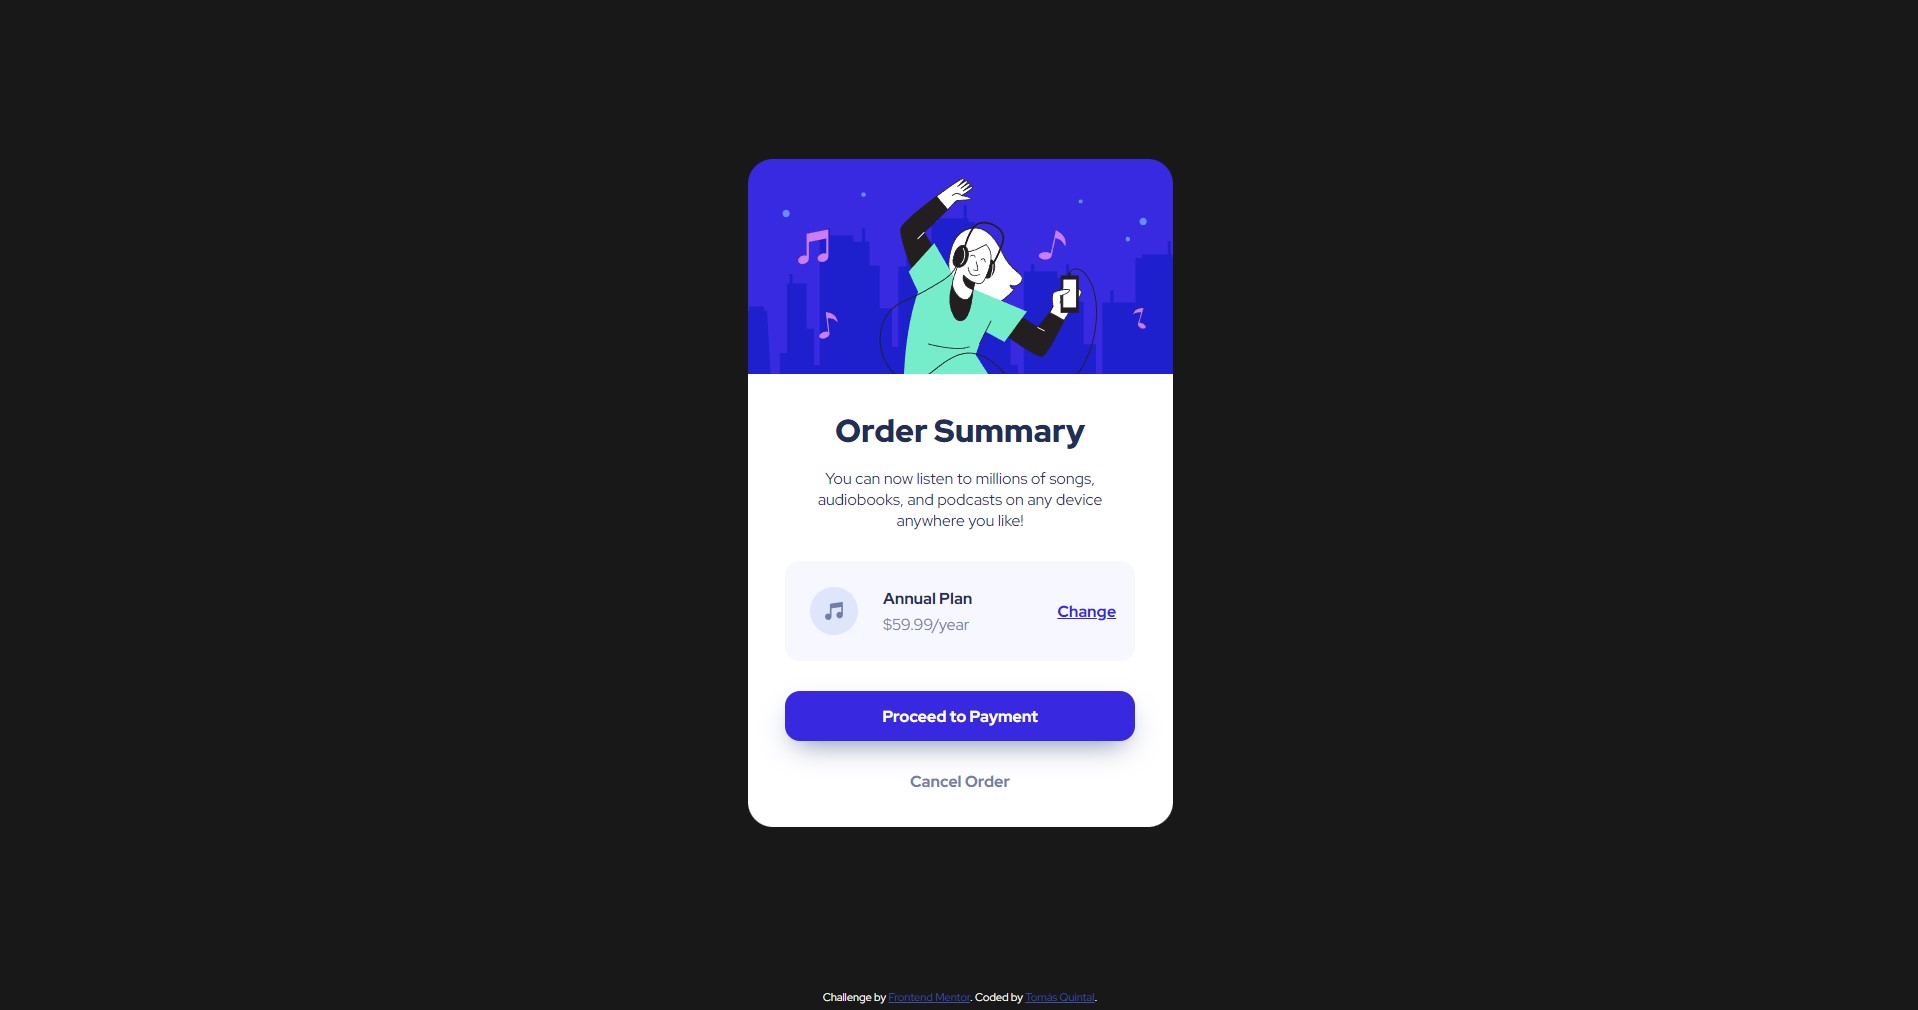 Order Summary
You can now listen to millions of songs,
audiobooks, and podcasts on any device
anywhere you like!
Annual Plan
$59.99/year
Change
Proceed to Payment
Cancel Order
Challenge by Frontend Mentor. Coded by Tomás Quintal.